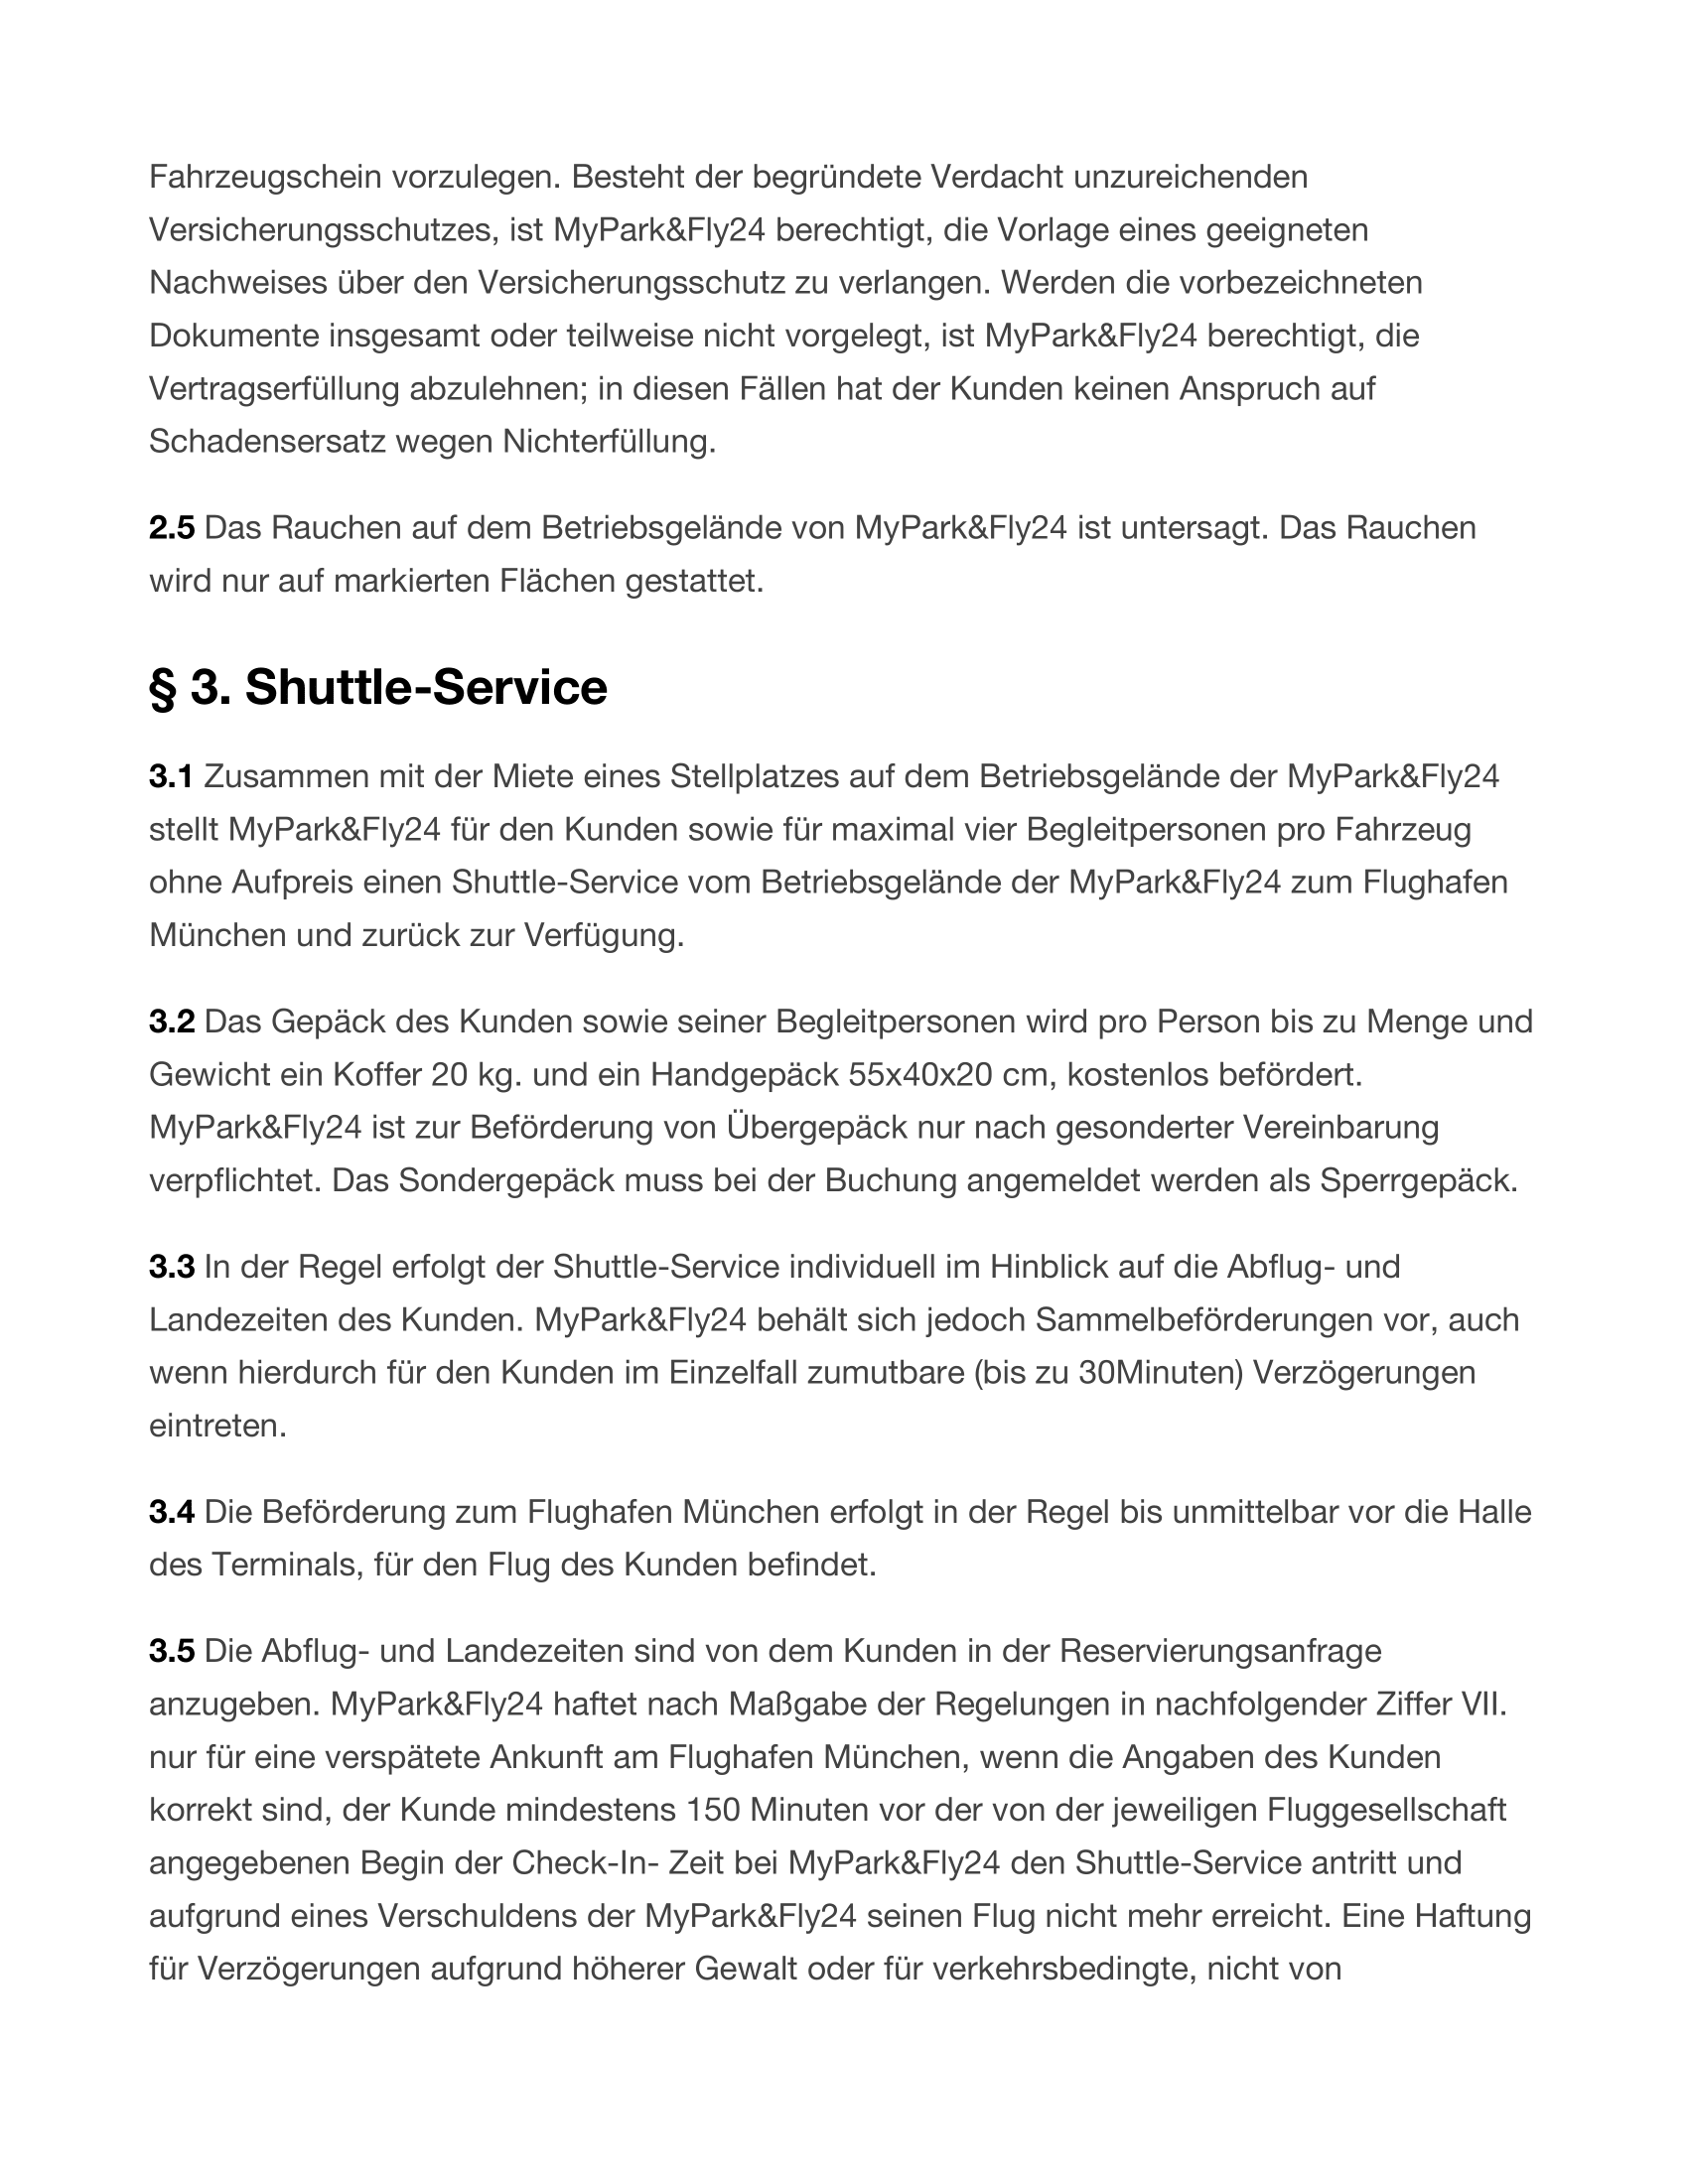 Fahrzeugschein vorzulegen. Besteht der begründete Verdacht unzureichenden
Versicherungsschutzes, ist MyPark&Fly24 berechtigt, die Vorlage eines geeigneten
Nachweises über den Versicherungsschutz zu verlangen. Werden die vorbezeichneten
Dokumente insgesamt oder teilweise nicht vorgelegt, ist MyPark&Fly24 berechtigt, die
Vertragserfüllung abzulehnen; in diesen Fällen hat der Kunden keinen Anspruch auf
Schadensersatz wegen Nichterfüllung.
2.5 Das Rauchen auf dem Betriebsgelände von MyPark&Fly24 ist untersagt. Das Rauchen
wird nur auf markierten Flächen gestattet.
§ 3. Shuttle-Service
3.1 Zusammen mit der Miete eines Stellplatzes auf dem Betriebsgelände der MyPark&Fly24
stellt MyPark&Fly24 für den Kunden sowie für maximal vier Begleitpersonen pro Fahrzeug
ohne Aufpreis einen Shuttle-Service vom Betriebsgelände der MyPark&Fly24 zum Flughafen
München und zurück zur Verfügung.
3.2 Das Gepäck des Kunden sowie seiner Begleitpersonen wird pro Person bis zu Menge und
Gewicht ein Koffer 20 kg. und ein Handgepäck 55x40x20 cm, kostenlos befördert.
MyPark&Fly24 ist zur Beförderung von Übergepäck nur nach gesonderter Vereinbarung
verpflichtet. Das Sondergepäck muss bei der Buchung angemeldet werden als Sperrgepäck.
3.3 In der Regel erfolgt der Shuttle-Service individuell im Hinblick auf die Abflug- und
Landezeiten des Kunden. MyPark&Fly24 behält sich jedoch Sammelbeförderungen vor, auch
wenn hierdurch für den Kunden im Einzelfall zumutbare (bis zu 30Minuten) Verzögerungen
eintreten.
3.4 Die Beförderung zum Flughafen München erfolgt in der Regel bis unmittelbar vor die Halle
des Terminals, für den Flug des Kunden befindet.
3.5 Die Abflug- und Landezeiten sind von dem Kunden in der Reservierungsanfrage
anzugeben. MyPark&Fly24 haftet nach Maßgabe der Regelungen in nachfolgender Ziffer VII.
nur für eine verspätete Ankunft am Flughafen München, wenn die Angaben des Kunden
korrekt sind, der Kunde mindestens 150 Minuten vor der von der jeweiligen Fluggesellschaft
angegebenen Begin der Check-In- Zeit bei MyPark&Fly24 den Shuttle-Service antritt und
aufgrund eines Verschuldens der MyPark&Fly24 seinen Flug nicht mehr erreicht. Eine Haftung
für Verzögerungen aufgrund höherer Gewalt oder für verkehrsbedingte, nicht von